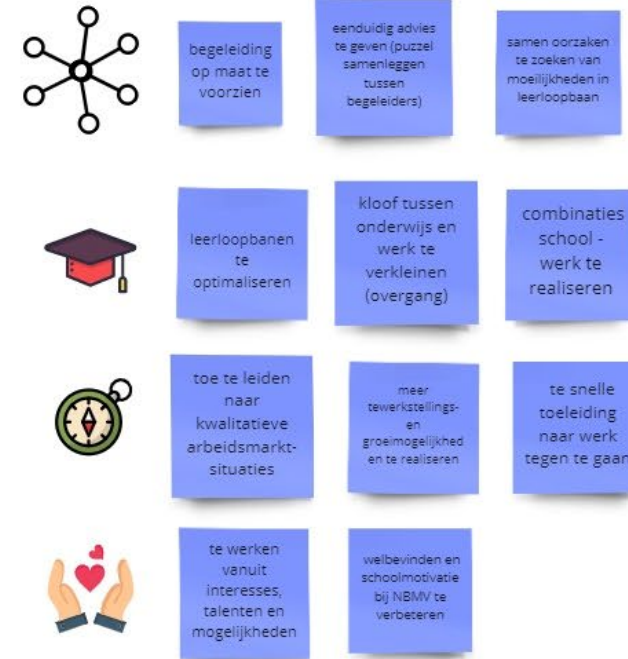 begeleiding
op maat te
voorzien
eenduidig advies
te geven (puzzel
samenleggen
tussen
begeleiders)
samen oorzaken
te zoeken van
moeilijkheden in
leerloopbaan
leerloopbanen
te
optimaliseren
kloof tussen
onderwijs en
werk te
verkleinen
(overgang)
combinaties
school -
werk te
realiseren
toe te leiden
naar
kwalitatieve
arbeidsmarkt-
situaties
meer
tewerkstellings-
en
groeimogelijkhed
en te realiseren
te snelle
toeleiding
naar werk
tegen te gaan
te werken
vanuit
interesses,
talenten en
mogelijkheden
welbevinden en
schoolmotivatie
bij NBMV te
verbeteren